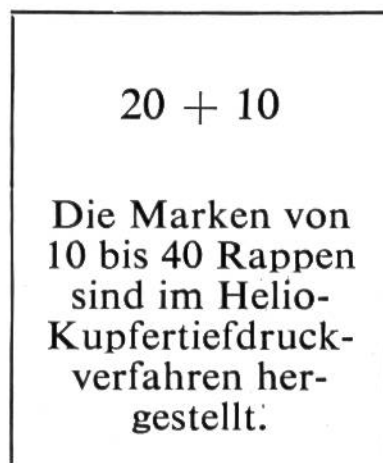 20 + 10
Die Marken von
10 bis 40 Rappen
sind im Helio-
Kupfertiefdruck-
verfahren her-
gestellt.